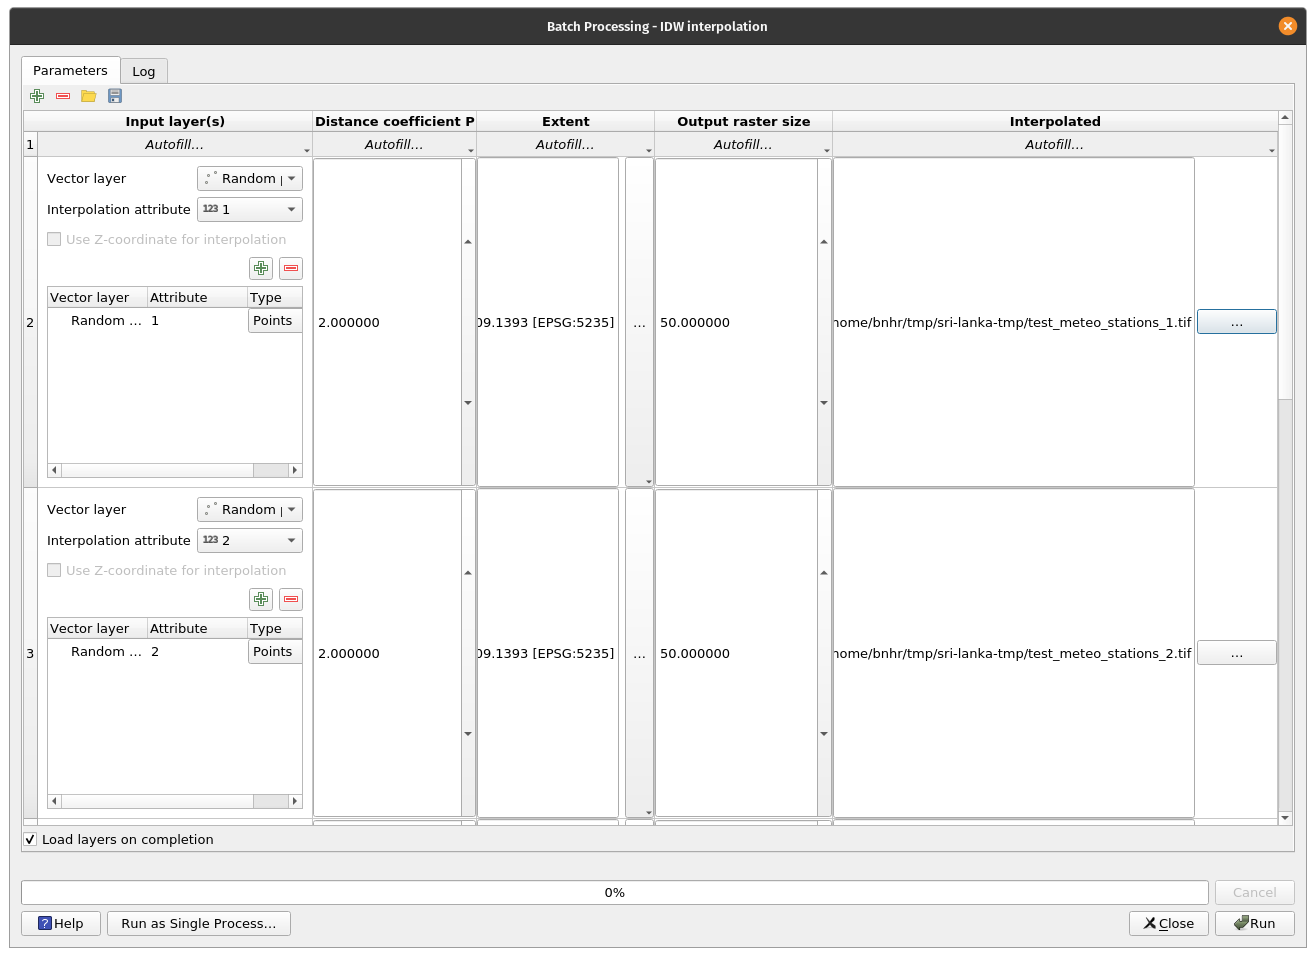 Batch Processing - IDW interpolation
Parameters Log
Input layer(s) Distance coefficient P Extent Output raster size Interpolated
1 Autofill... Autofill... Autofill... Autofill... Autofill...
Vector layer Random
Interpolation attribute 123 1
Use Z-coordinate for interpolation
Vector layer Attribute Type
Random ... 1 Points
2 2.000000 09.1393 [EPSG:5235] ... 50.000000 home/bnhr/tmp/sri-lanka-tmp/test_meteo_stations_1.tif ...
Vector layer Random
Interpolation attribute 123 2
Use Z-coordinate for interpolation
Vector layer Attribute Type
Random ... 2 Points
3 2.000000 09.1393 [EPSG:5235] ... 50.000000 home/bnhr/tmp/sri-lanka-tmp/test_meteo_stations_2.tif ...
Load layers on completion
0% Cancel
Help Run as Single Process... Close Run